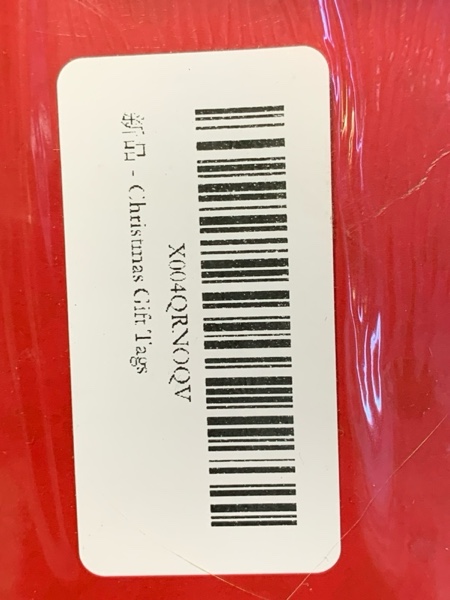 X004QRNOQV
新品 - Christmas Gift Tags